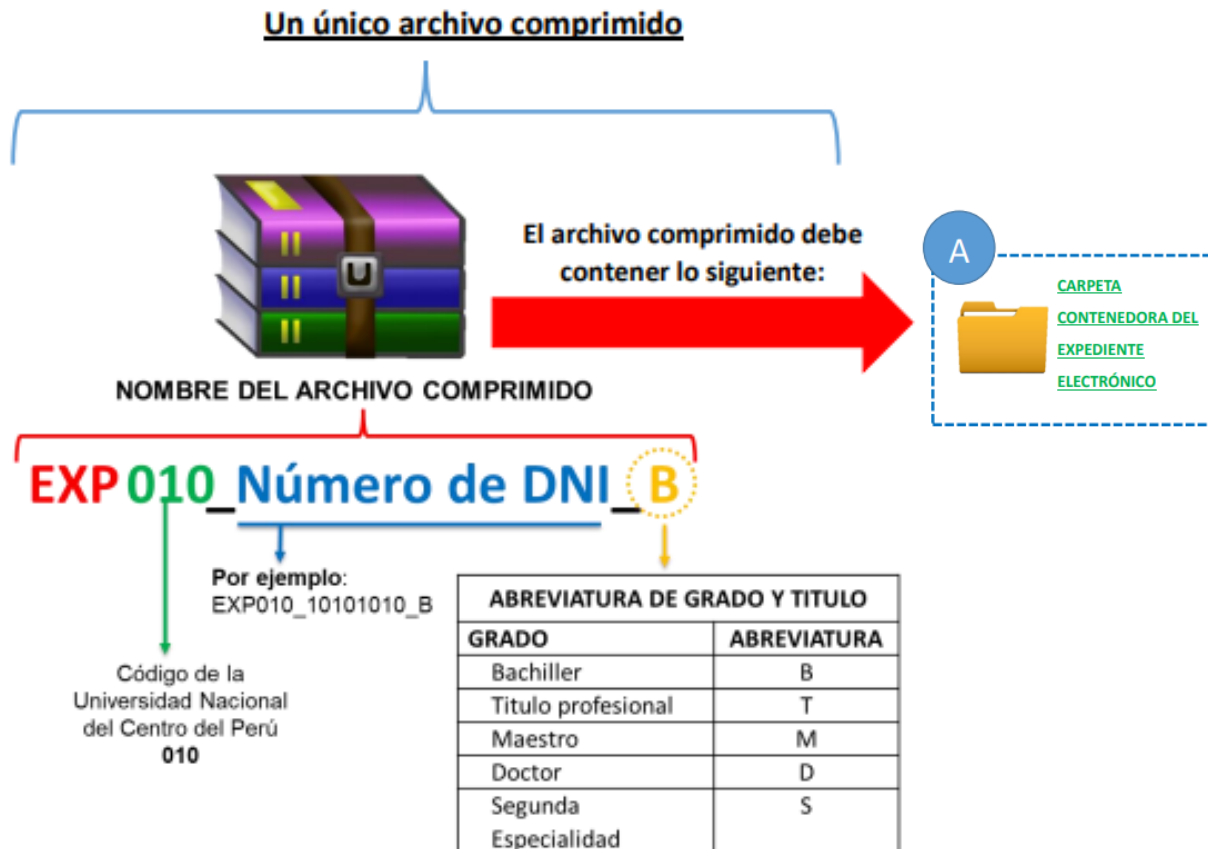 Un único archivo comprimido
El archivo comprimido debe
contener lo siguiente:
A
CARPETA
CONTENEDORA DEL
EXPEDIENTE
ELECTRÓNICO
U
NOMBRE DEL ARCHIVO COMPRIMIDO
EXP010_Número de DNI_B
Por ejemplo:
EXP010_10101010_B
Código de la
Universidad Nacional
del Centro del Perú
010
ABREVIATURA DE GRADO Y TITULO
GRADO ABREVIATURA
Bachiller B
Titulo profesional T
Maestro M
Doctor D
Segunda S
Especialidad